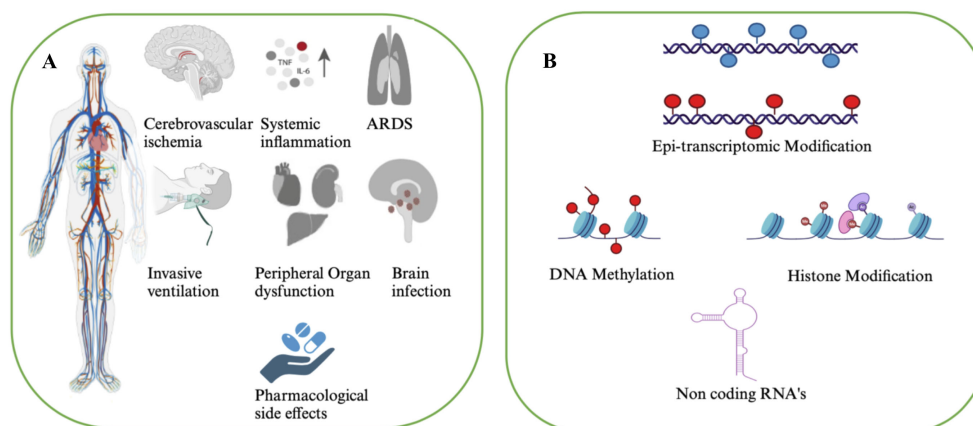 A
TNF
IL-6
Cerebrovascular
ischemia
Systemic
inflammation
ARDS
Invasive
ventilation
Peripheral Organ
dysfunction
Brain
infection
Pharmacological
side effects
B
Epi-transcriptomic Modification
DNA Methylation
Histone Modification
Non coding RNA's